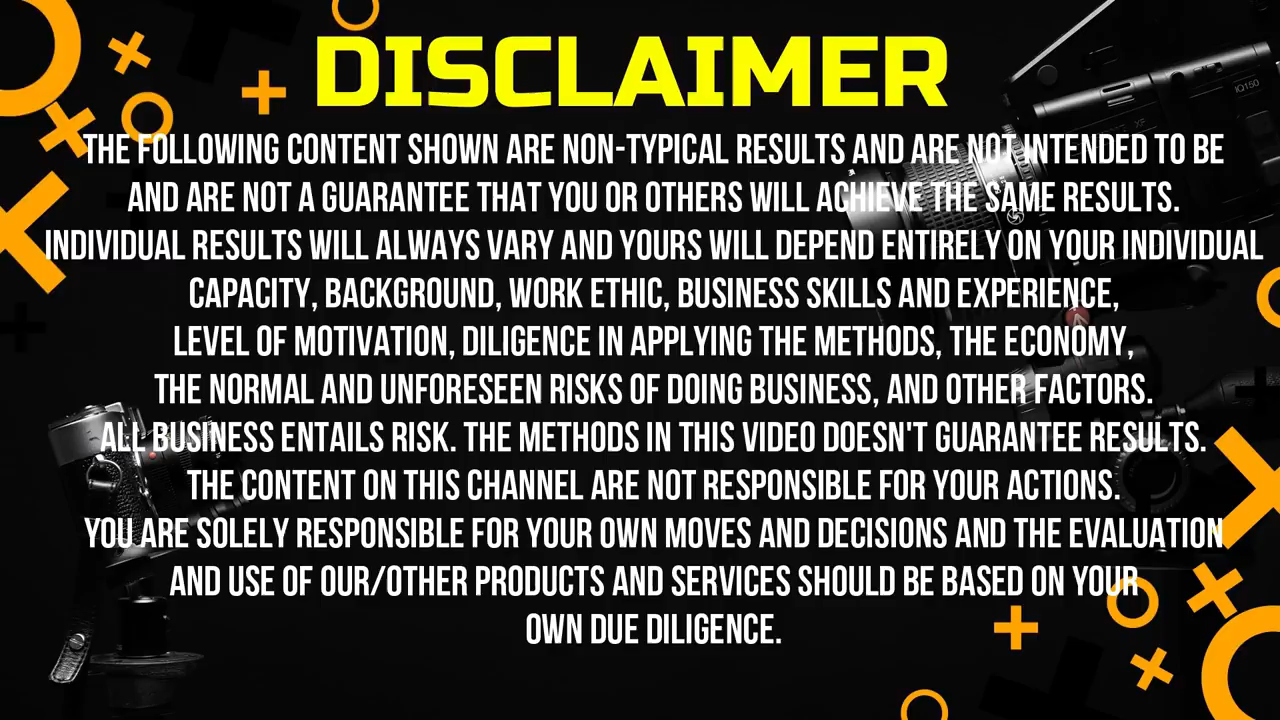 DISCLAIMER
THE FOLLOWING CONTENT SHOWN ARE NON-TYPICAL RESULTS AND ARE NOT INTENDED TO BE
AND ARE NOT A GUARANTEE THAT YOU OR OTHERS WILL ACHIEVE THE SAME RESULTS.
INDIVIDUAL RESULTS WILL ALWAYS VARY AND YOURS WILL DEPEND ENTIRELY ON YOUR INDIVIDUAL
CAPACITY, BACKGROUND, WORK ETHIC, BUSINESS SKILLS AND EXPERIENCE,
LEVEL OF MOTIVATION, DILIGENCE IN APPLYING THE METHODS, THE ECONOMY,
THE NORMAL AND UNFORESEEN RISKS OF DOING BUSINESS, AND OTHER FACTORS.
ALL BUSINESS ENTAILS RISK. THE METHODS IN THIS VIDEO DOESN'T GUARANTEE RESULTS.
THE CONTENT ON THIS CHANNEL ARE NOT RESPONSIBLE FOR YOUR ACTIONS.
YOU ARE SOLELY RESPONSIBLE FOR YOUR OWN MOVES AND DECISIONS AND THE EVALUATION
AND USE OF OUR/OTHER PRODUCTS AND SERVICES SHOULD BE BASED ON YOUR
OWN DUE DILIGENCE.
IQ150
XF